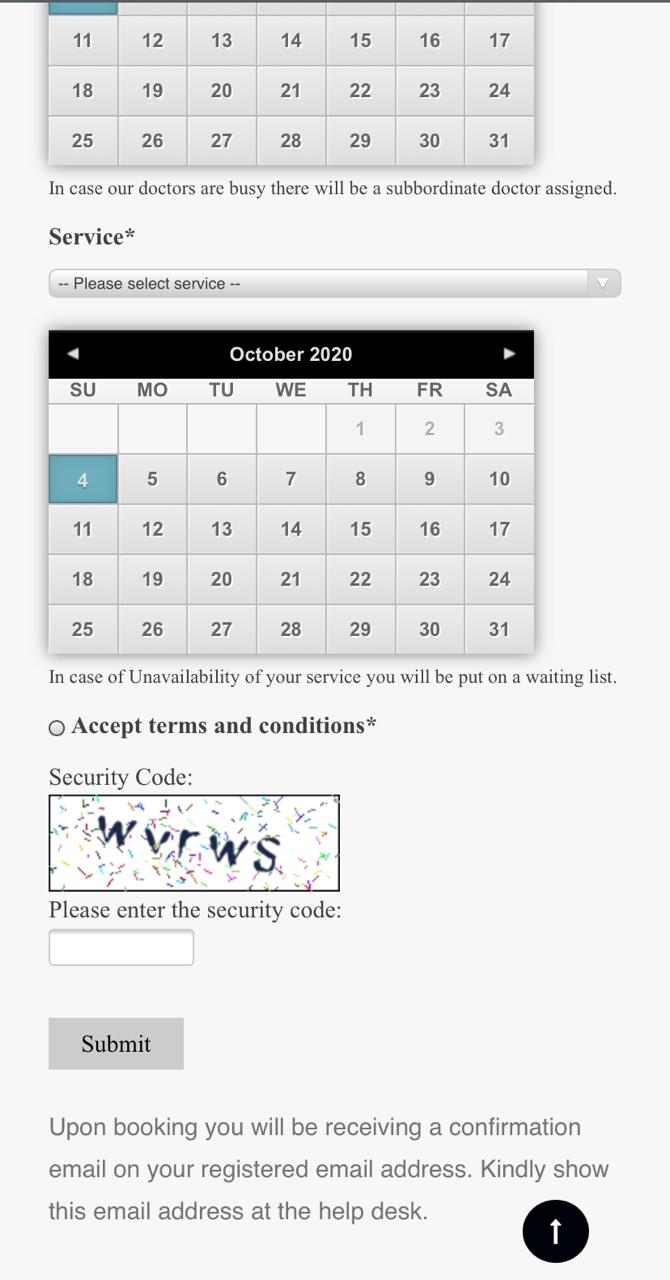 11 12 13 14 15 16 17
18 19 20 21 22 23 24
25 26 27 28 29 30 31
In case our doctors are busy there will be a subbordinate doctor assigned.
Service*
-- Please select service --
October 2020
SU MO TU WE TH FR SA
1 2 3
4 5 6 7 8 9 10
11 12 13 14 15 16 17
18 19 20 21 22 23 24
25 26 27 28 29 30 31
In case of Unavailability of your service you will be put on a waiting list.
Accept terms and conditions*
Security Code:
wvrws
Please enter the security code:
Submit
Upon booking you will be receiving a confirmation
email on your registered email address. Kindly show
this email address at the help desk.